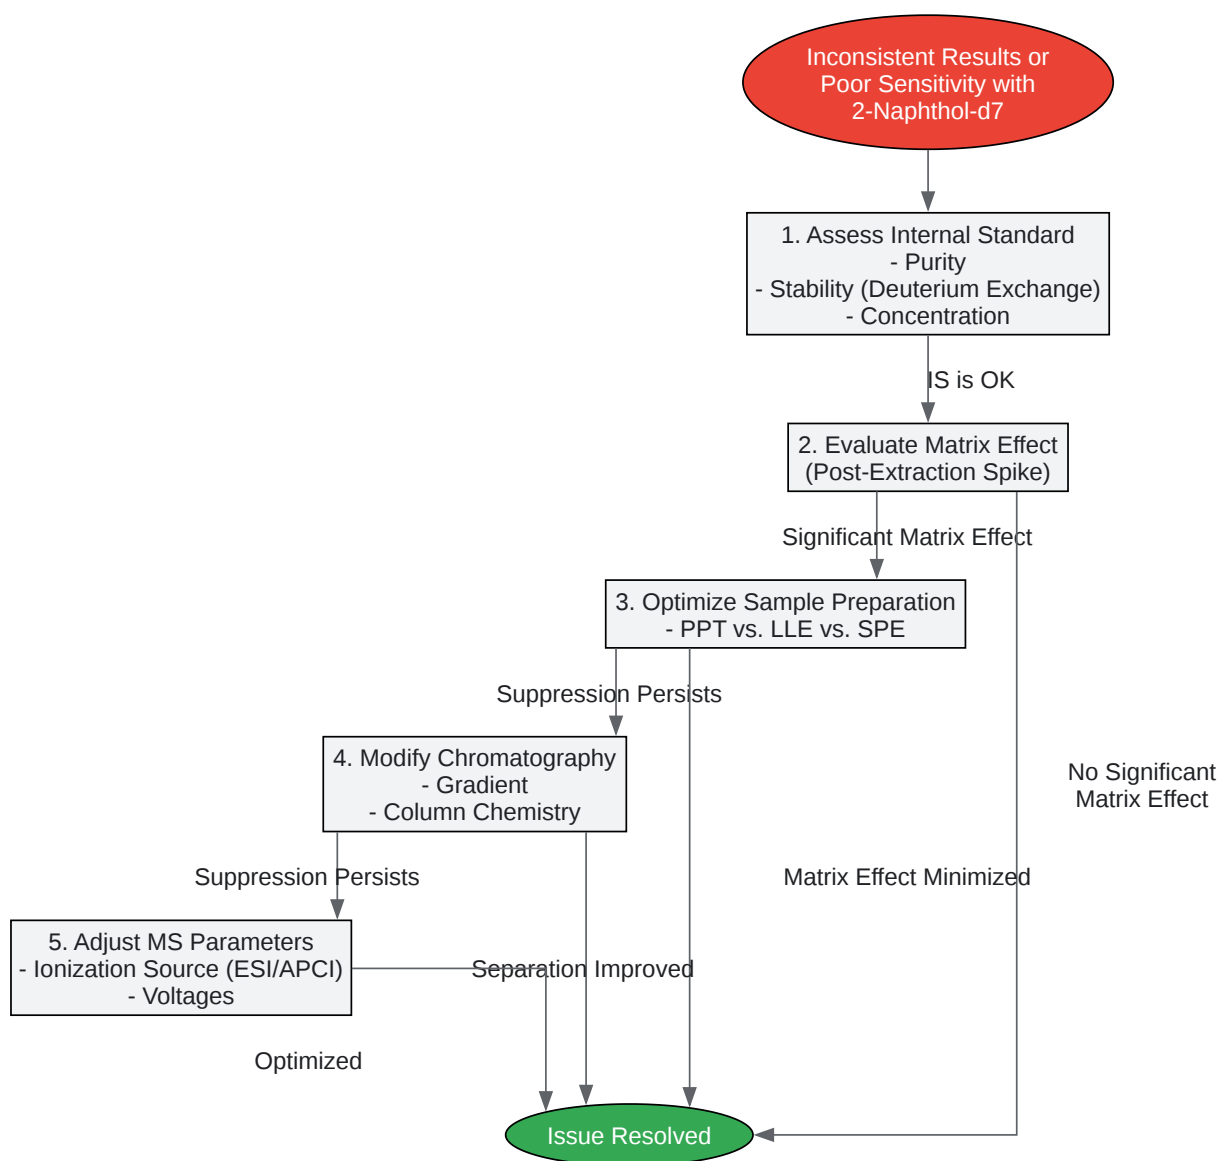 Inconsistent Results or
Poor Sensitivity with
2-Naphthol-d7
1. Assess Internal Standard
- Purity
- Stability (Deuterium Exchange)
- Concentration
IS is OK
2. Evaluate Matrix Effect
(Post-Extraction Spike)
Significant Matrix Effect
3. Optimize Sample Preparation
- PPT vs. LLE vs. SPE
Suppression Persists
4. Modify Chromatography
- Gradient
- Column Chemistry
No Significant
Matrix Effect
Suppression Persists
Matrix Effect Minimized
5. Adjust MS Parameters
- Ionization Source (ESI/APCI)
- Voltages
Separation Improved
Optimized
Issue Resolved